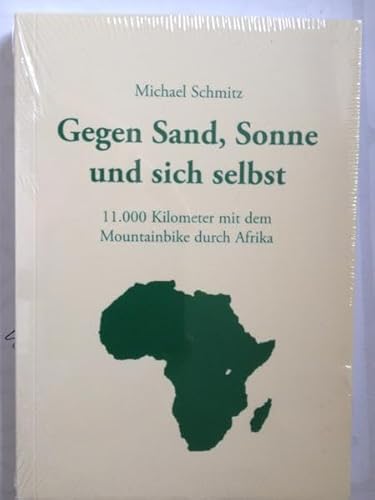 Michael Schmitz
Gegen Sand, Sonne
und sich selbst
11.000 Kilometer mit dem
Mountainbike durch Afrika